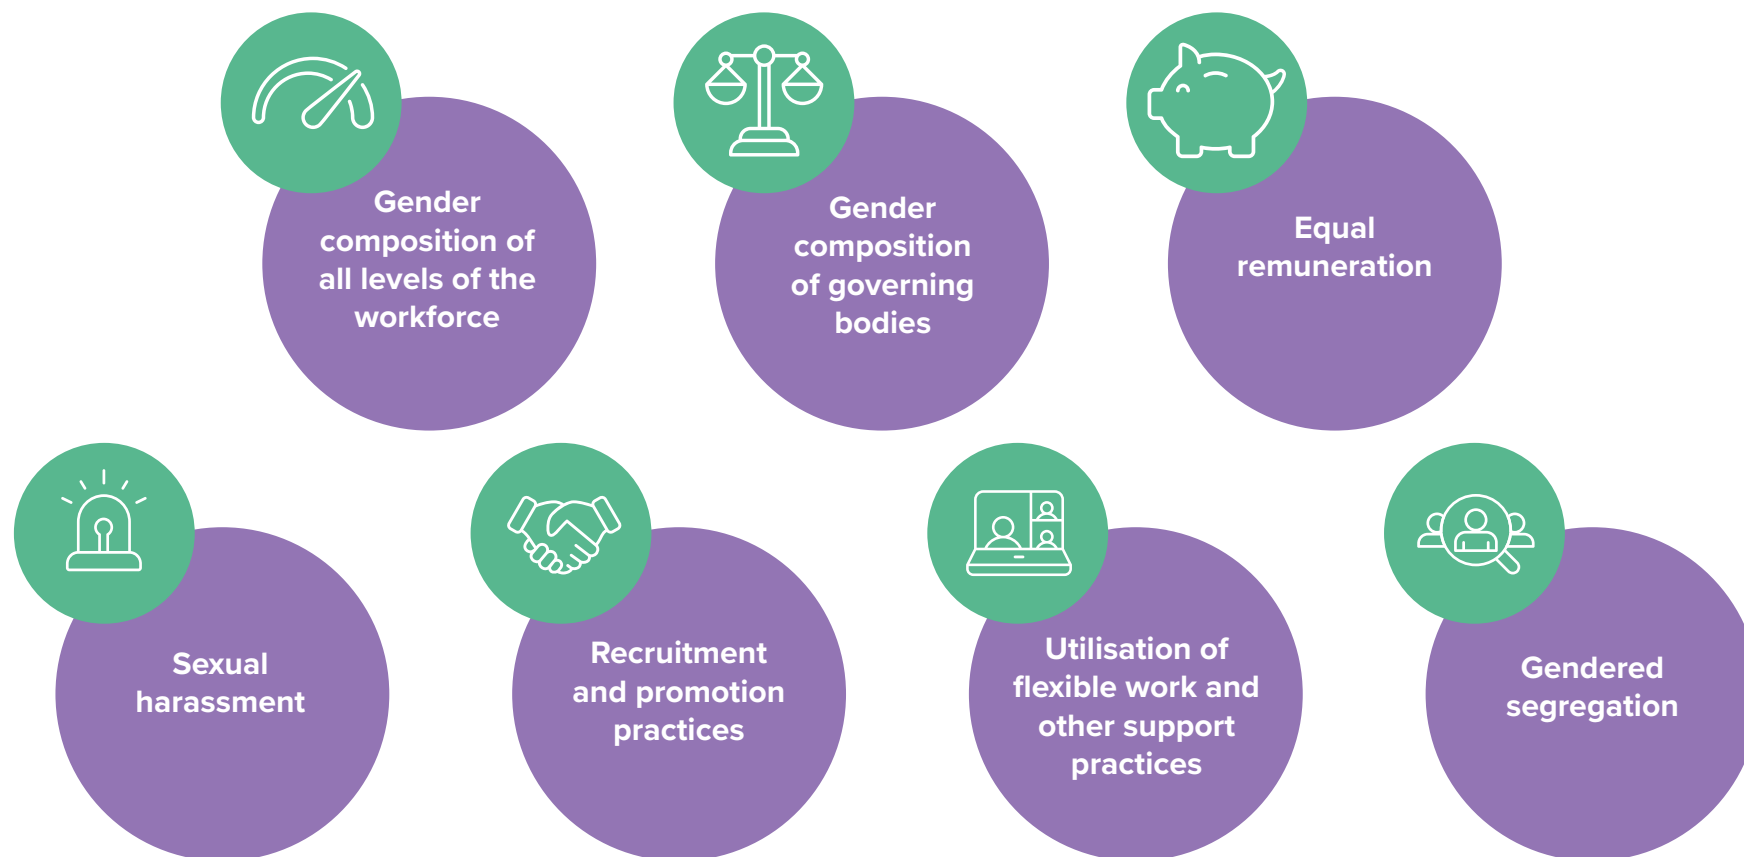 Gender
composition of
all levels of the
workforce
Gender
composition
of governing
bodies
Equal
remuneration
Sexual
harassment
Recruitment
and promotion
practices
Utilisation of
flexible work and
other support
practices
Gendered
segregation